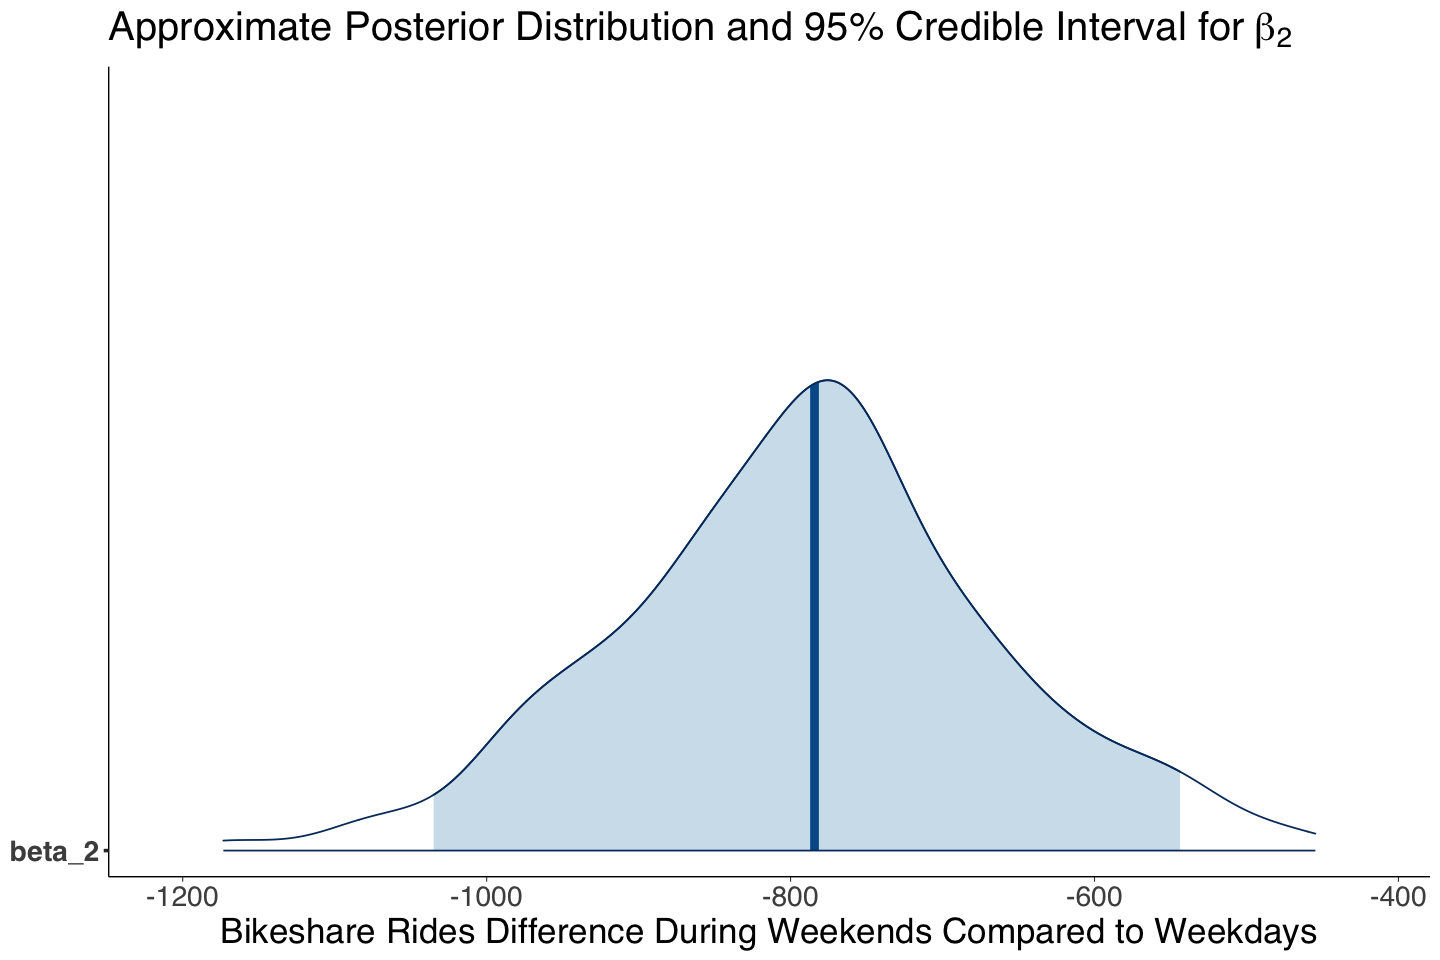 Approximate Posterior Distribution and 95% Credible Interval for β₂
beta_2
-1200 -1000 -800 -600 -400
Bikeshare Rides Difference During Weekends Compared to Weekdays